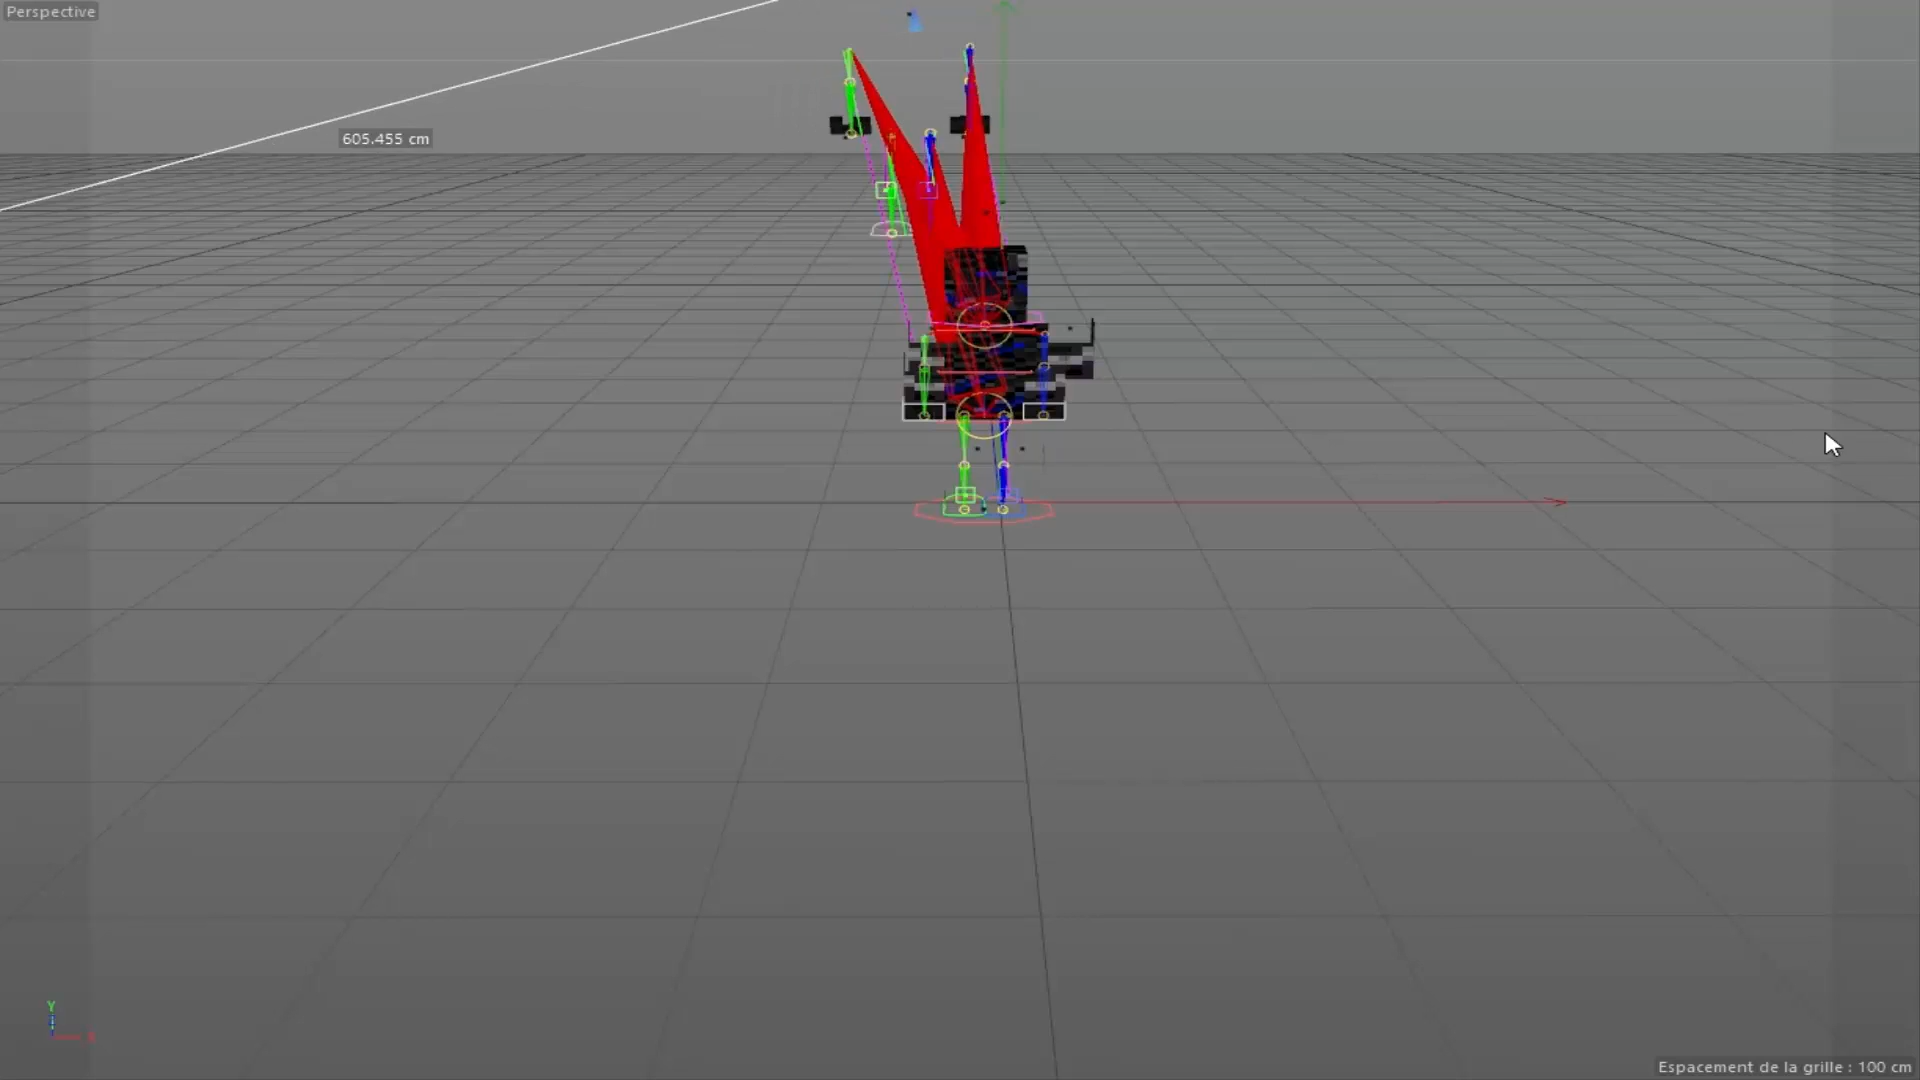 Perspective
605.455 cm
Y
X
Espacement de la grille : 100 cm